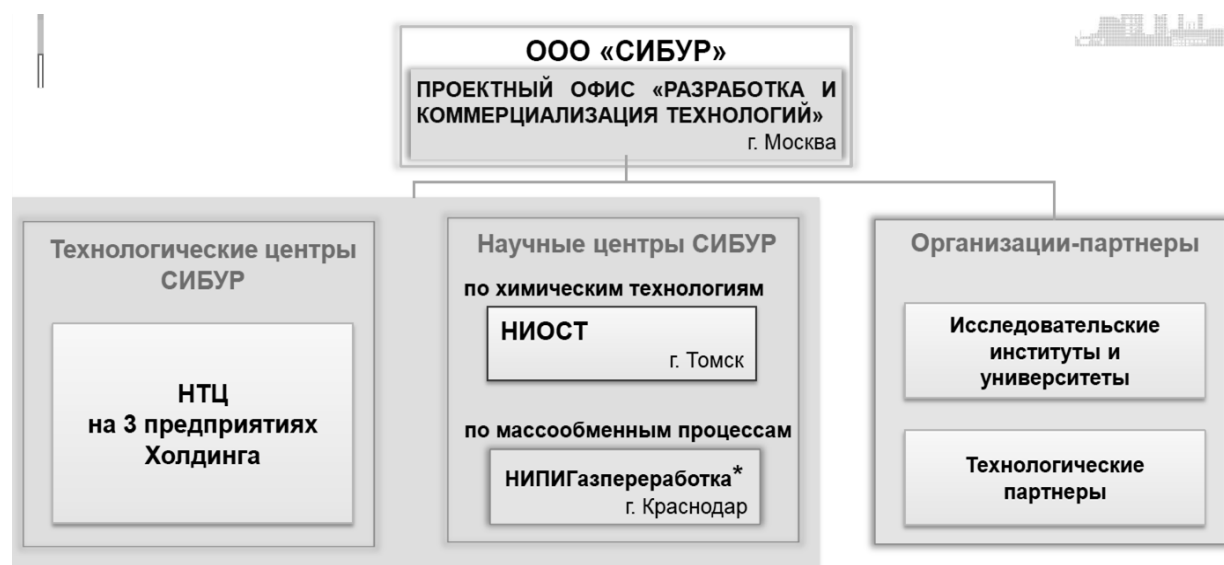 ООО «СИБУР»
ПРОЕКТНЫЙ ОФИС «РАЗРАБОТКА И
КОММЕРЦИАЛИЗАЦИЯ ТЕХНОЛОГИЙ»
г. Москва
Технологические центры
СИБУР
НТЦ
на 3 предприятиях
Холдинга
Научные центры СИБУР
по химическим технологиям
НИОСТ
г. Томск
по массообменным процессам
НИПИГазпереработка*
г. Краснодар
Организации-партнеры
Исследовательские
институты и
университеты
Технологические
партнеры